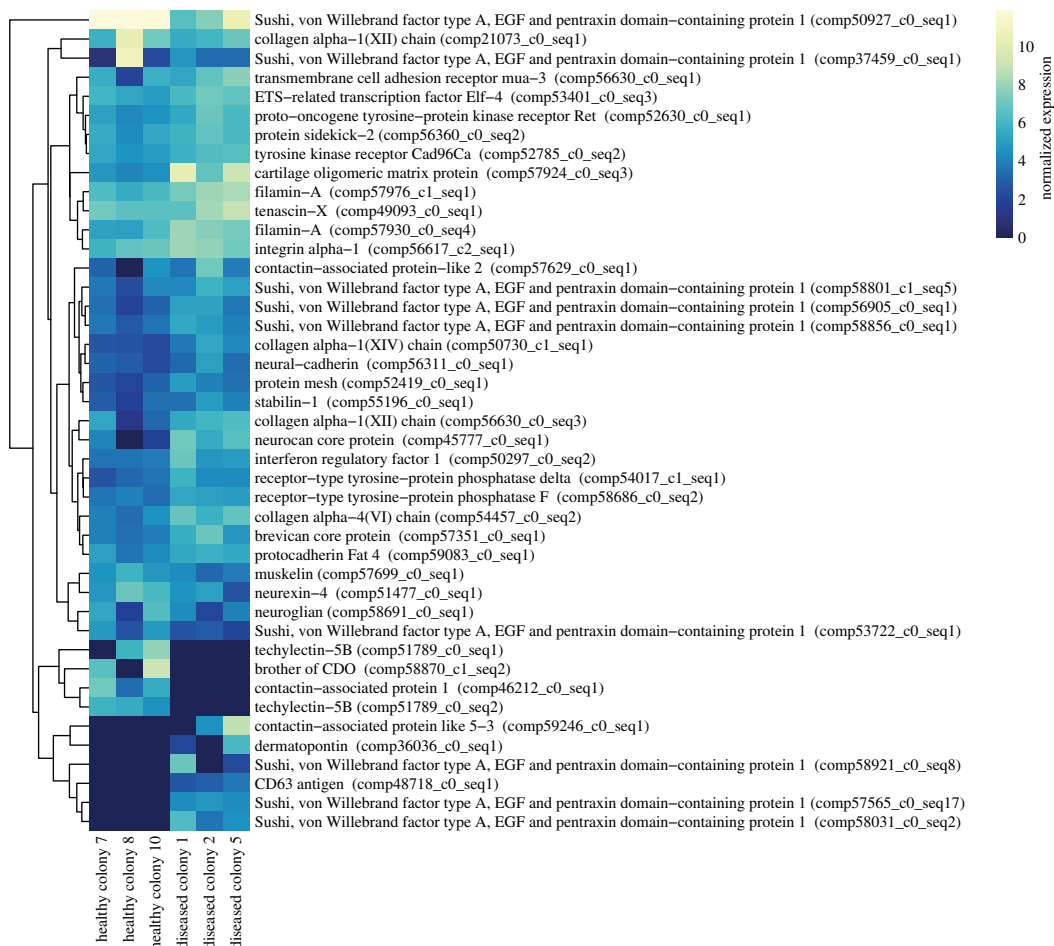 Sushi, von Willebrand factor type A, EGF and pentraxin domain−containing protein 1 (comp50927_c0_seq1)
collagen alpha−1(XII) chain (comp21073_c0_seq1)
Sushi, von Willebrand factor type A, EGF and pentraxin domain−containing protein 1 (comp37459_c0_seq1)
transmembrane cell adhesion receptor mua−3 (comp56630_c0_seq1)
ETS−related transcription factor Elf−4 (comp53401_c0_seq3)
proto−oncogene tyrosine−protein kinase receptor Ret (comp52630_c0_seq1)
protein sidekick−2 (comp56360_c0_seq2)
tyrosine kinase receptor Cad96Ca (comp52785_c0_seq2)
cartilage oligomeric matrix protein (comp57924_c0_seq3)
filamin−A (comp57976_c1_seq1)
tenascin−X (comp49093_c0_seq1)
filamin−A (comp57930_c0_seq4)
integrin alpha−1 (comp56617_c2_seq1)
contactin−associated protein−like 2 (comp57629_c0_seq1)
Sushi, von Willebrand factor type A, EGF and pentraxin domain−containing protein 1 (comp58801_c1_seq5)
Sushi, von Willebrand factor type A, EGF and pentraxin domain−containing protein 1 (comp56905_c0_seq1)
Sushi, von Willebrand factor type A, EGF and pentraxin domain−containing protein 1 (comp58856_c0_seq1)
collagen alpha−1(XIV) chain (comp50730_c1_seq1)
neural−cadherin (comp56311_c0_seq1)
protein mesh (comp52419_c0_seq1)
stabilin−1 (comp55196_c0_seq1)
collagen alpha−1(XII) chain (comp56630_c0_seq3)
neurocan core protein (comp45777_c0_seq1)
interferon regulatory factor 1 (comp50297_c0_seq2)
receptor−type tyrosine−protein phosphatase delta (comp54017_c1_seq1)
receptor−type tyrosine−protein phosphatase F (comp58686_c0_seq2)
collagen alpha−4(VI) chain (comp54457_c0_seq2)
brevican core protein (comp57351_c0_seq1)
protocadherin Fat 4 (comp59083_c0_seq1)
muskelin (comp57699_c0_seq1)
neurexin−4 (comp51477_c0_seq1)
neuroglian (comp58691_c0_seq1)
Sushi, von Willebrand factor type A, EGF and pentraxin domain−containing protein 1 (comp53722_c0_seq1)
techylectin−5B (comp51789_c0_seq1)
brother of CDO (comp58870_c1_seq2)
contactin−associated protein 1 (comp46212_c0_seq1)
techylectin−5B (comp51789_c0_seq2)
contactin−associated protein like 5−3 (comp59246_c0_seq1)
dermatopontin (comp36036_c0_seq1)
Sushi, von Willebrand factor type A, EGF and pentraxin domain−containing protein 1 (comp58921_c0_seq8)
CD63 antigen (comp48718_c0_seq1)
Sushi, von Willebrand factor type A, EGF and pentraxin domain−containing protein 1 (comp57565_c0_seq17)
Sushi, von Willebrand factor type A, EGF and pentraxin domain−containing protein 1 (comp58031_c0_seq2)
healthy colony 7
healthy colony 8
healthy colony 10
diseased colony 1
diseased colony 2
diseased colony 5
10
8
6
4
2
0
normalized expression